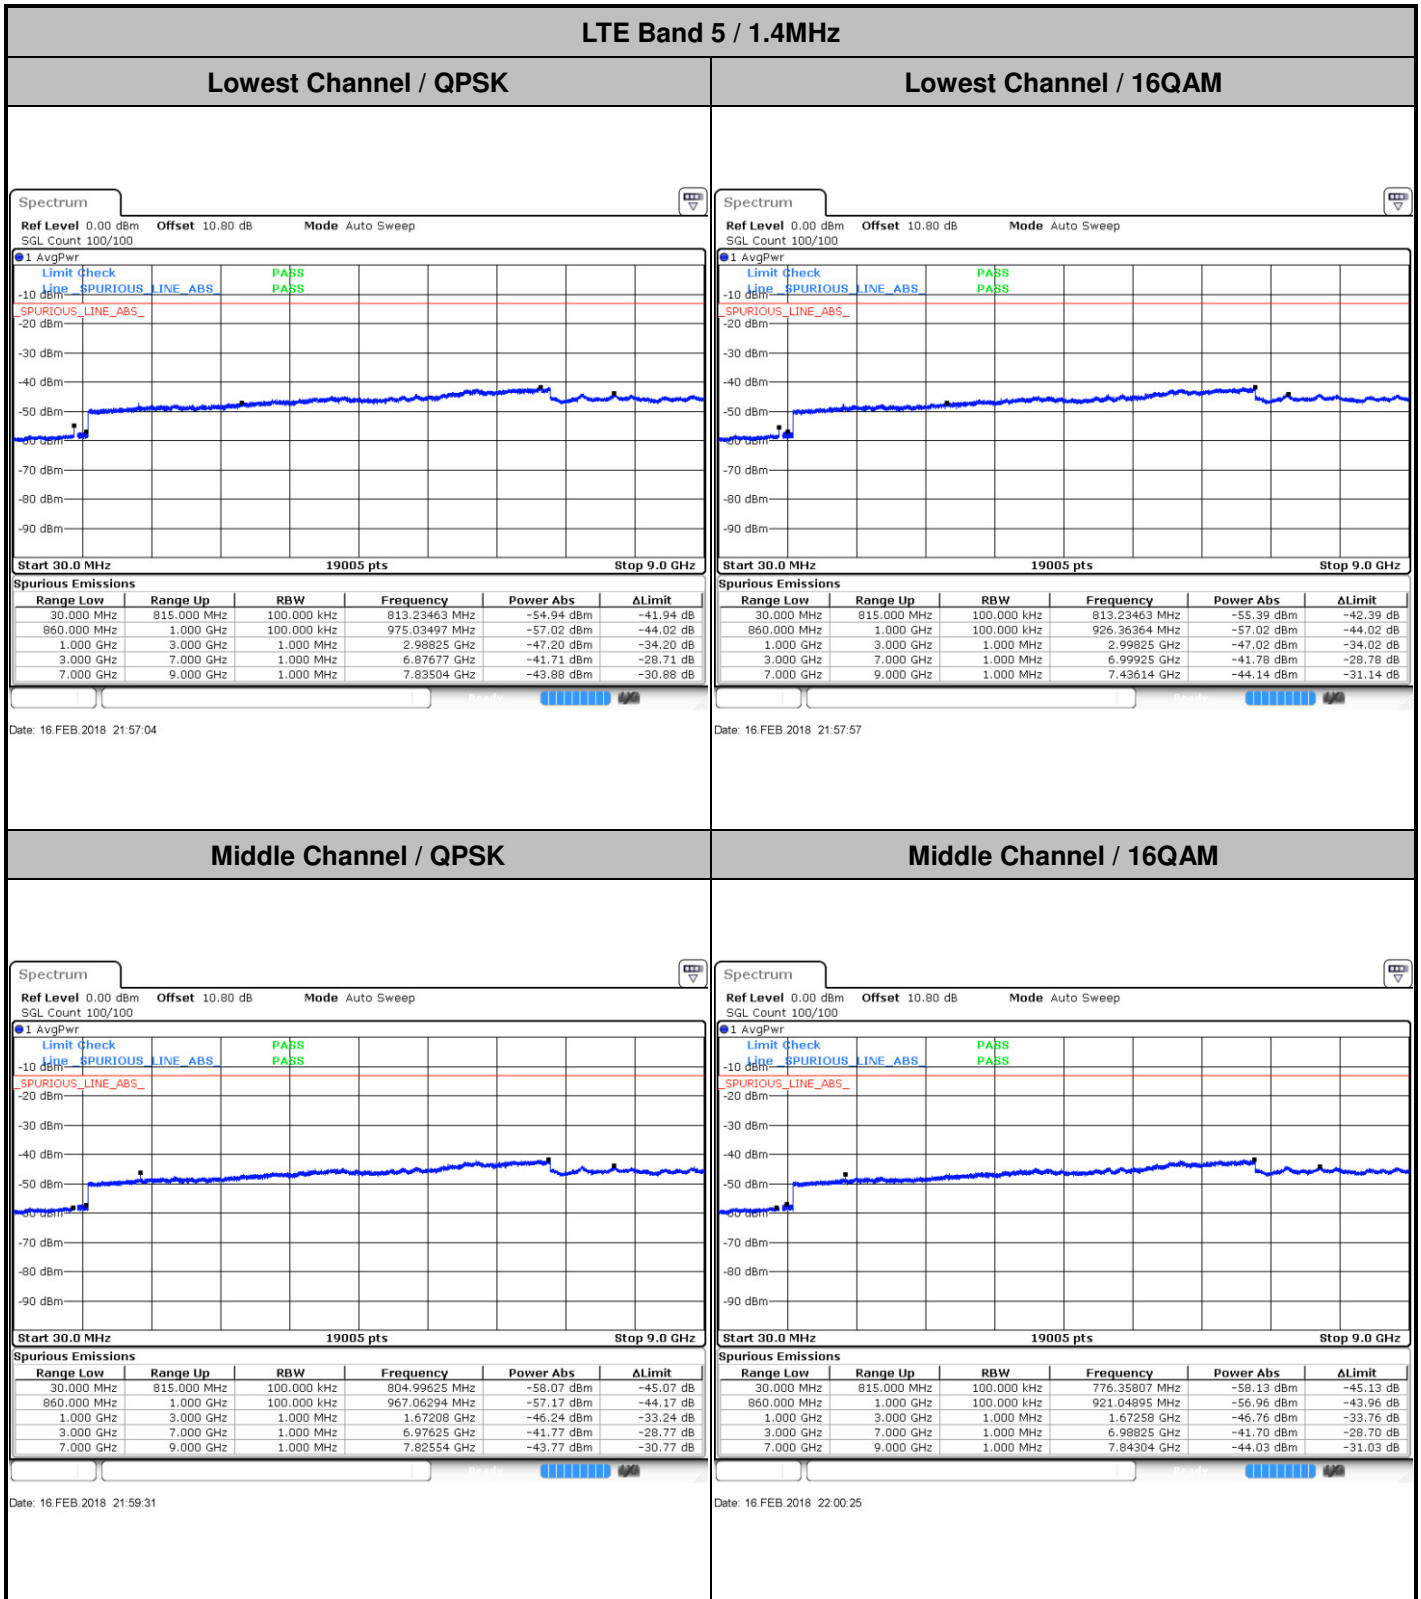 LTE Band 5 / 1.4MHz
Lowest Channel / QPSK
Lowest Channel / 16QAM
Spectrum
Ref Level 0.00 dBm Offset 10.80 dB Mode Auto Sweep
SGL Count 100/100
1 AvgPwr
Limit Check PASS
Line _SPURIOUS_LINE_ABS_ PASS
-10 dBm
_SPURIOUS_LINE_ABS_
-20 dBm
-30 dBm
-40 dBm
-50 dBm
-60 dBm
-70 dBm
-80 dBm
-90 dBm
Start 30.0 MHz 19005 pts Stop 9.0 GHz
Spurious Emissions
Range Low Range Up RBW Frequency Power Abs ΔLimit
30.000 MHz 815.000 MHz 100.000 kHz 813.23463 MHz -54.94 dBm -41.94 dB
860.000 MHz 1.000 GHz 100.000 kHz 975.03497 MHz -57.02 dBm -44.02 dB
1.000 GHz 3.000 GHz 1.000 MHz 2.98825 GHz -47.20 dBm -34.20 dB
3.000 GHz 7.000 GHz 1.000 MHz 6.87677 GHz -41.71 dBm -28.71 dB
7.000 GHz 9.000 GHz 1.000 MHz 7.83504 GHz -43.88 dBm -30.88 dB
Date: 16.FEB.2018 21:57:04
Spectrum
Ref Level 0.00 dBm Offset 10.80 dB Mode Auto Sweep
SGL Count 100/100
1 AvgPwr
Limit Check PASS
Line _SPURIOUS_LINE_ABS_ PASS
-10 dBm
_SPURIOUS_LINE_ABS_
-20 dBm
-30 dBm
-40 dBm
-50 dBm
-60 dBm
-70 dBm
-80 dBm
-90 dBm
Start 30.0 MHz 19005 pts Stop 9.0 GHz
Spurious Emissions
Range Low Range Up RBW Frequency Power Abs ΔLimit
30.000 MHz 815.000 MHz 100.000 kHz 813.23463 MHz -55.39 dBm -42.39 dB
860.000 MHz 1.000 GHz 100.000 kHz 926.36364 MHz -57.02 dBm -44.02 dB
1.000 GHz 3.000 GHz 1.000 MHz 2.99825 GHz -47.02 dBm -34.02 dB
3.000 GHz 7.000 GHz 1.000 MHz 6.99925 GHz -41.78 dBm -28.78 dB
7.000 GHz 9.000 GHz 1.000 MHz 7.43614 GHz -44.14 dBm -31.14 dB
Date: 16.FEB.2018 21:57:57
Middle Channel / QPSK
Middle Channel / 16QAM
Spectrum
Ref Level 0.00 dBm Offset 10.80 dB Mode Auto Sweep
SGL Count 100/100
1 AvgPwr
Limit Check PASS
Line _SPURIOUS_LINE_ABS_ PASS
-10 dBm
_SPURIOUS_LINE_ABS_
-20 dBm
-30 dBm
-40 dBm
-50 dBm
-60 dBm
-70 dBm
-80 dBm
-90 dBm
Start 30.0 MHz 19005 pts Stop 9.0 GHz
Spurious Emissions
Range Low Range Up RBW Frequency Power Abs ΔLimit
30.000 MHz 815.000 MHz 100.000 kHz 804.99625 MHz -58.07 dBm -45.07 dB
860.000 MHz 1.000 GHz 100.000 kHz 967.06294 MHz -57.17 dBm -44.17 dB
1.000 GHz 3.000 GHz 1.000 MHz 1.67208 GHz -46.24 dBm -33.24 dB
3.000 GHz 7.000 GHz 1.000 MHz 6.97625 GHz -41.77 dBm -28.77 dB
7.000 GHz 9.000 GHz 1.000 MHz 7.82554 GHz -43.77 dBm -30.77 dB
Date: 16.FEB.2018 21:59:31
Spectrum
Ref Level 0.00 dBm Offset 10.80 dB Mode Auto Sweep
SGL Count 100/100
1 AvgPwr
Limit Check PASS
Line _SPURIOUS_LINE_ABS_ PASS
-10 dBm
_SPURIOUS_LINE_ABS_
-20 dBm
-30 dBm
-40 dBm
-50 dBm
-60 dBm
-70 dBm
-80 dBm
-90 dBm
Start 30.0 MHz 19005 pts Stop 9.0 GHz
Spurious Emissions
Range Low Range Up RBW Frequency Power Abs ΔLimit
30.000 MHz 815.000 MHz 100.000 kHz 776.35807 MHz -58.13 dBm -45.13 dB
860.000 MHz 1.000 GHz 100.000 kHz 921.04895 MHz -56.96 dBm -43.96 dB
1.000 GHz 3.000 GHz 1.000 MHz 1.67258 GHz -46.76 dBm -33.76 dB
3.000 GHz 7.000 GHz 1.000 MHz 6.98825 GHz -41.70 dBm -28.70 dB
7.000 GHz 9.000 GHz 1.000 MHz 7.84304 GHz -44.03 dBm -31.03 dB
Date: 16.FEB.2018 22:00:25